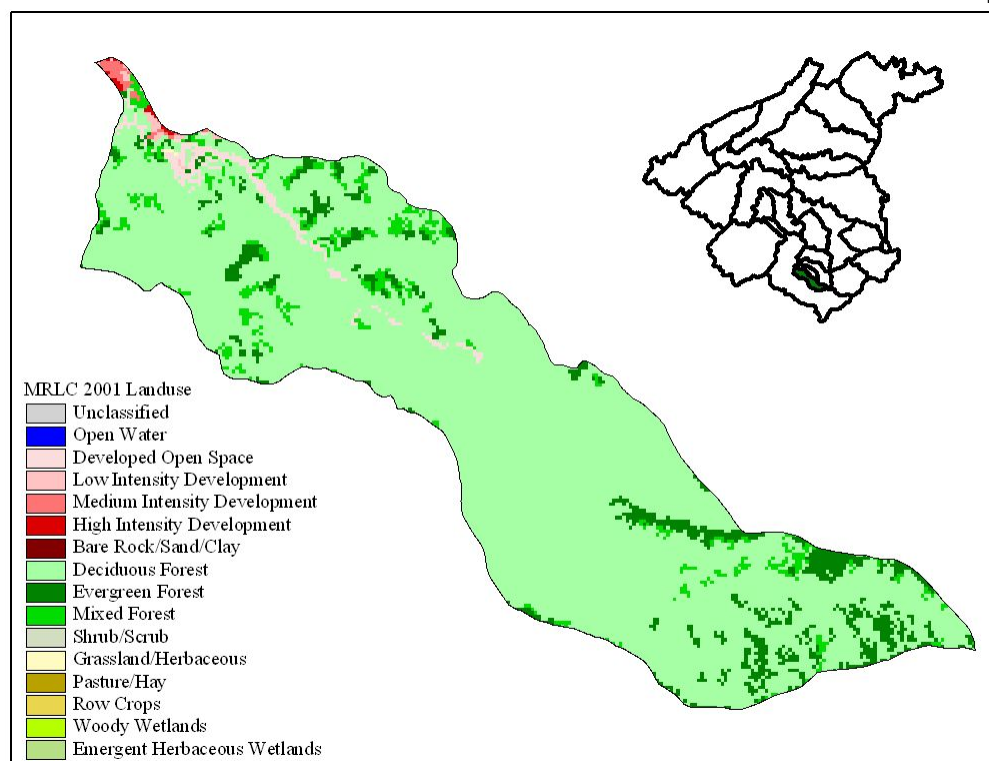 MRLC 2001 Landuse
Unclassified
Open Water
Developed Open Space
Low Intensity Development
Medium Intensity Development
High Intensity Development
Bare Rock/Sand/Clay
Deciduous Forest
Evergreen Forest
Mixed Forest
Shrub/Scrub
Grassland/Herbaceous
Pasture/Hay
Row Crops
Woody Wetlands
Emergent Herbaceous Wetlands